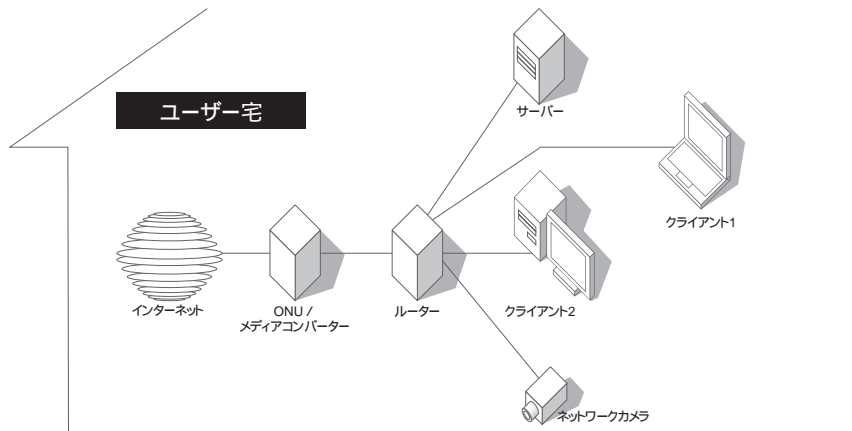 ユーザー宅
サーバー
クライアント1
インターネット
ONU /
メディアコンバーター
ルーター
クライアント2
ネットワークカメラ